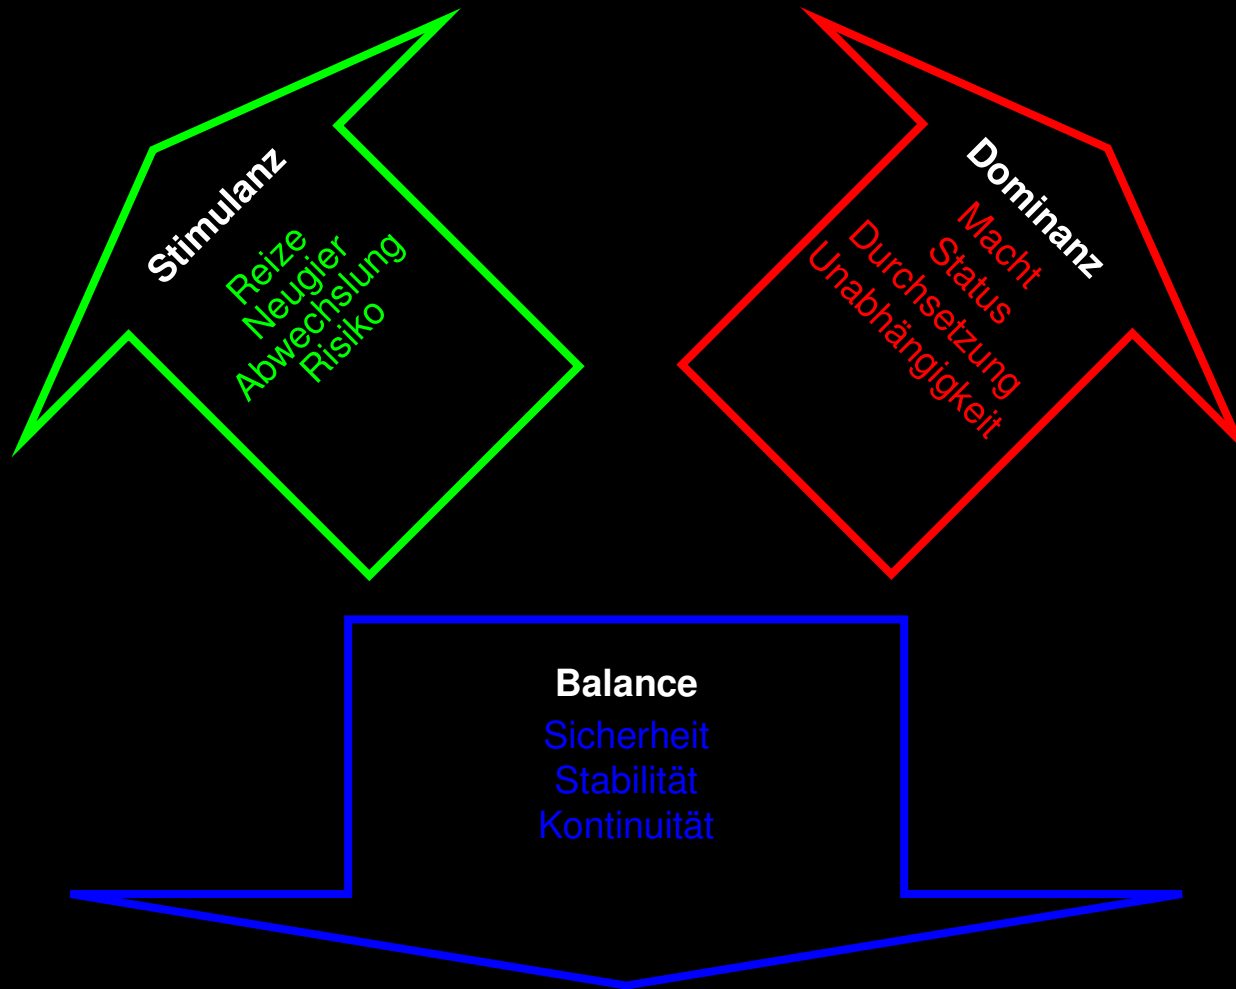 Stimulanz
Reize
Neugier
Abwechslung
Risiko
Dominanz
Macht
Status
Durchsetzung
Unabhängigkeit
Balance
Sicherheit
Stabilität
Kontinuität